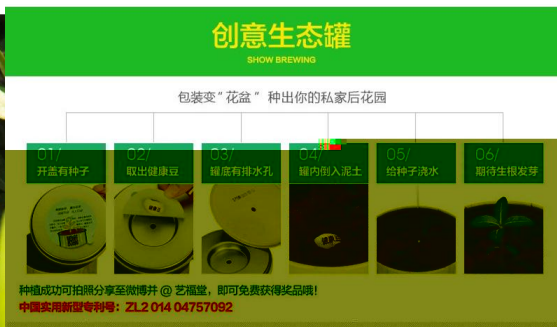 创意生态罐
SHOW BREWING
包装变"花盆" 种出你的私家后花园
01/
开盖有种子
02/
取出健康豆
03/
罐底有排水孔
04/
罐内倒入泥土
05/
给种子浇水
06/
期待生根发芽
种植成功可拍照分享至微博并@艺福堂，即可免费获得奖品哦！
中国实用新型专利号：ZL2 014 04757092